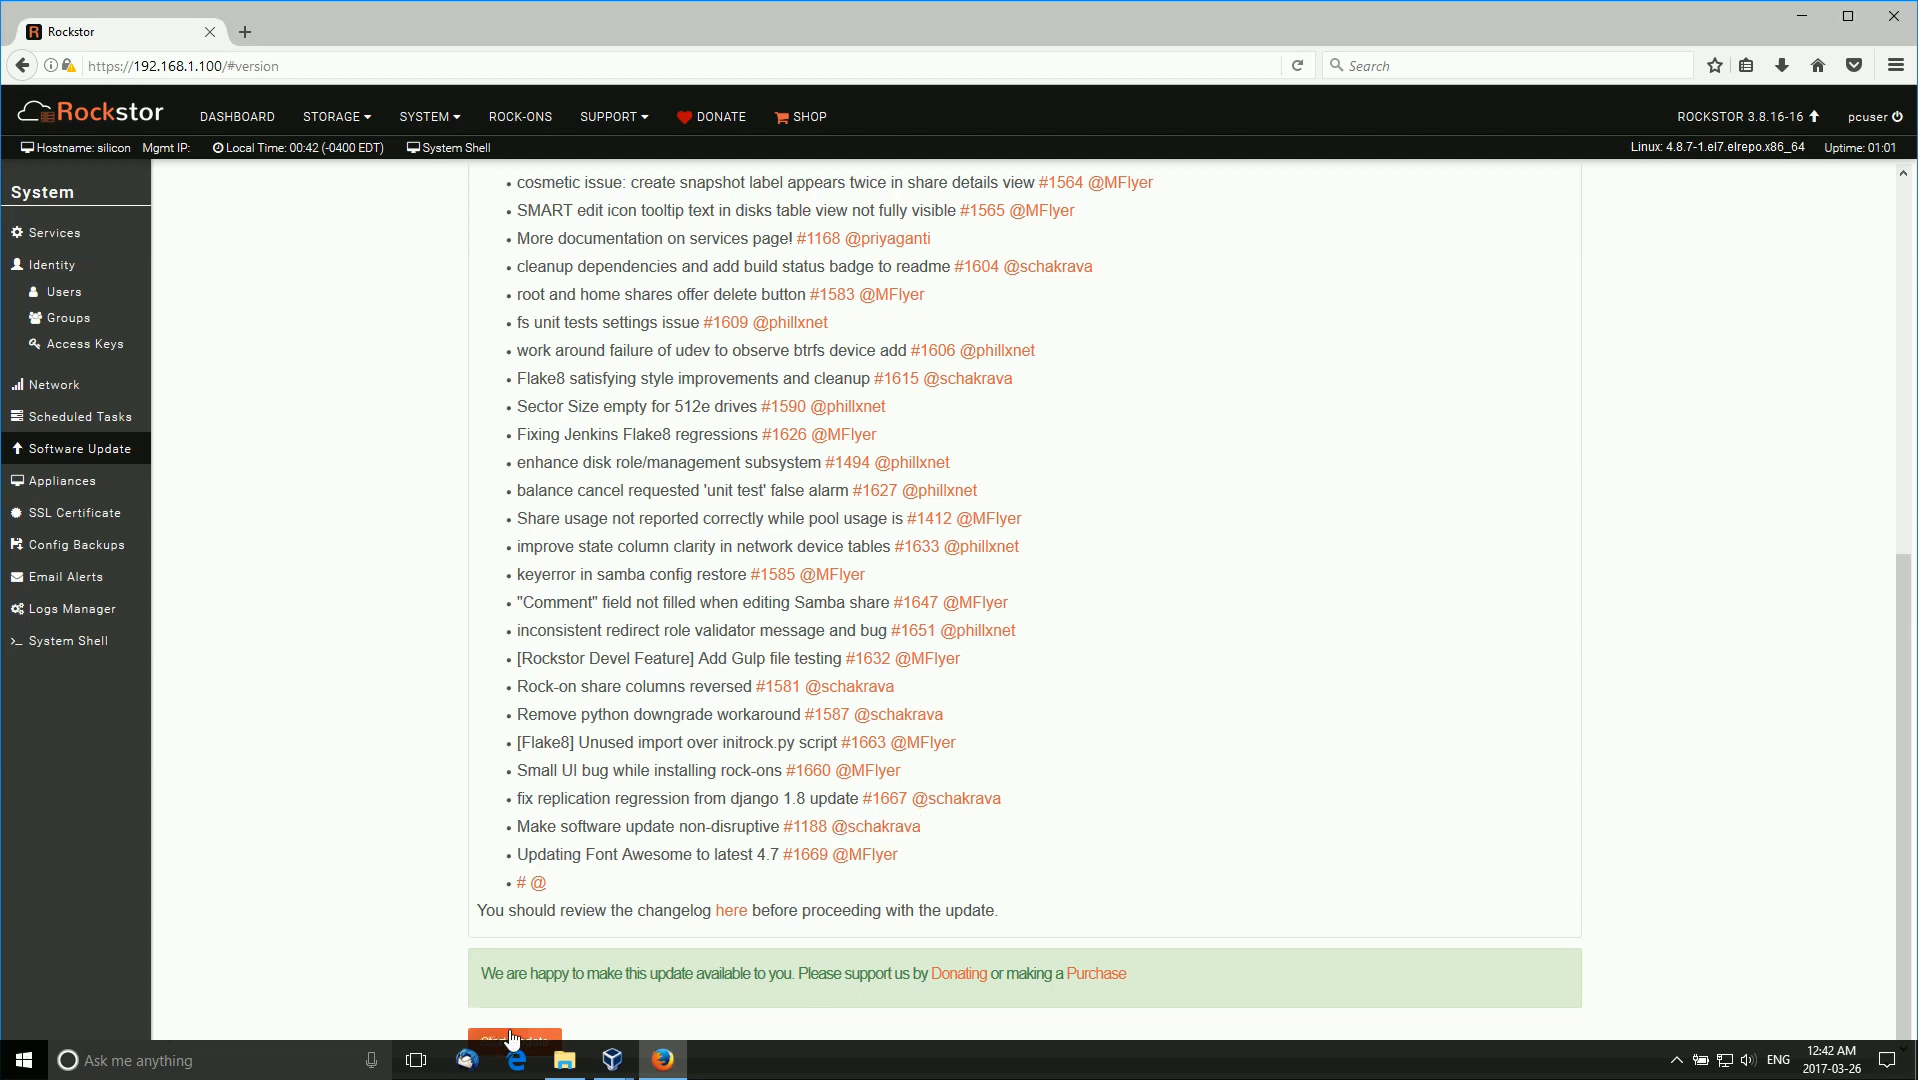 Rockstor
https://192.168.1.100/#version
Search
Rockstor DASHBOARD STORAGE SYSTEM ROCK-ONS SUPPORT DONATE SHOP ROCKSTOR 3.8.16-16 pcuser
Hostname: silicon Mgmt IP: Local Time: 00:42 (-0400 EDT) System Shell Linux: 4.8.7-1.el7.elrepo.x86_64 Uptime: 01:01
System
Services
Identity
Users
Groups
Access Keys
Network
Scheduled Tasks
Software Update
Appliances
SSL Certificate
Config Backups
Email Alerts
Logs Manager
System Shell
• cosmetic issue: create snapshot label appears twice in share details view #1564 @MFlyer
• SMART edit icon tooltip text in disks table view not fully visible #1565 @MFlyer
• More documentation on services page! #1168 @priyaganti
• cleanup dependencies and add build status badge to readme #1604 @schakrava
• root and home shares offer delete button #1583 @MFlyer
• fs unit tests settings issue #1609 @phillxnet
• work around failure of udev to observe btrfs device add #1606 @phillxnet
• Flake8 satisfying style improvements and cleanup #1615 @schakrava
• Sector Size empty for 512e drives #1590 @phillxnet
• Fixing Jenkins Flake8 regressions #1626 @MFlyer
• enhance disk role/management subsystem #1494 @phillxnet
• balance cancel requested 'unit test' false alarm #1627 @phillxnet
• Share usage not reported correctly while pool usage is #1412 @MFlyer
• improve state column clarity in network device tables #1633 @phillxnet
• keyerror in samba config restore #1585 @MFlyer
• "Comment" field not filled when editing Samba share #1647 @MFlyer
• inconsistent redirect role validator message and bug #1651 @phillxnet
• [Rockstor Devel Feature] Add Gulp file testing #1632 @MFlyer
• Rock-on share columns reversed #1581 @schakrava
• Remove python downgrade workaround #1587 @schakrava
• [Flake8] Unused import over initrock.py script #1663 @MFlyer
• Small UI bug while installing rock-ons #1660 @MFlyer
• fix replication regression from django 1.8 update #1667 @schakrava
• Make software update non-disruptive #1188 @schakrava
• Updating Font Awesome to latest 4.7 #1669 @MFlyer
• # @
You should review the changelog here before proceeding with the update.
We are happy to make this update available to you. Please support us by Donating or making a Purchase
Ask me anything
ENG
12:42 AM
2017-03-26